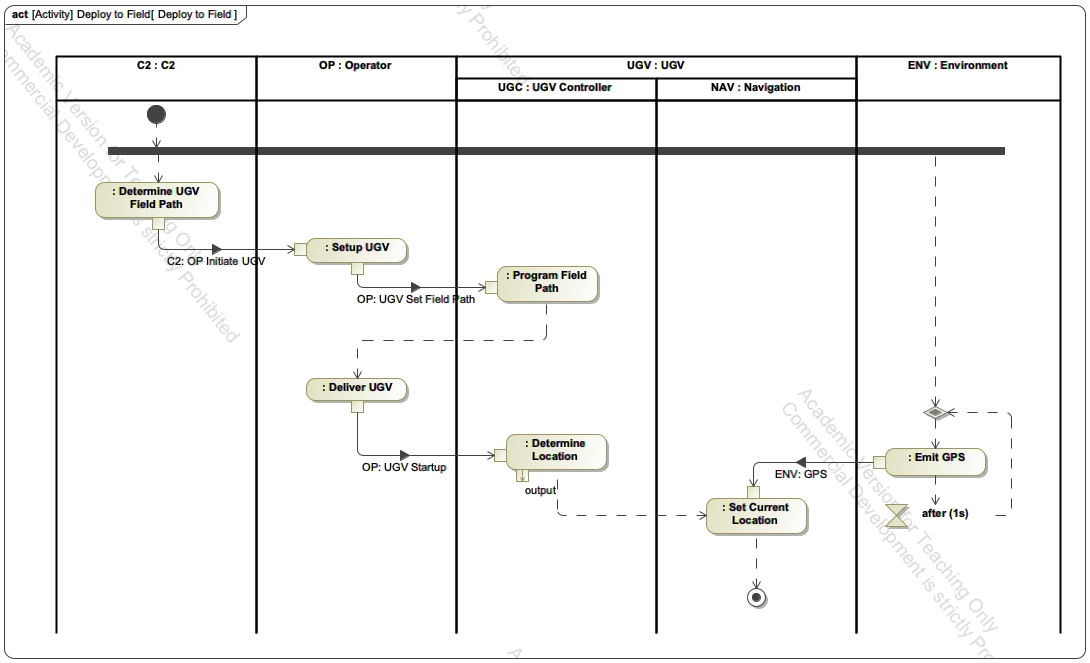 act [Activity] Deploy to Field[ Deploy to Field ]
C2 : C2
OP : Operator
UGV : UGV
ENV : Environment
UGC : UGV Controller
NAV : Navigation
: Determine UGV
Field Path
C2: OP Initiate UGV
: Setup UGV
OP: UGV Set Field Path
: Program Field
Path
: Deliver UGV
OP: UGV Startup
: Determine
Location
output
: Emit GPS
ENV: GPS
: Set Current
Location
after (1s)
Academic Version for Teaching Only
Commercial Development is strictly Prohibited
y Prohibited
Academic Version for Teaching Only
Commercial Development is strictly Pro
A